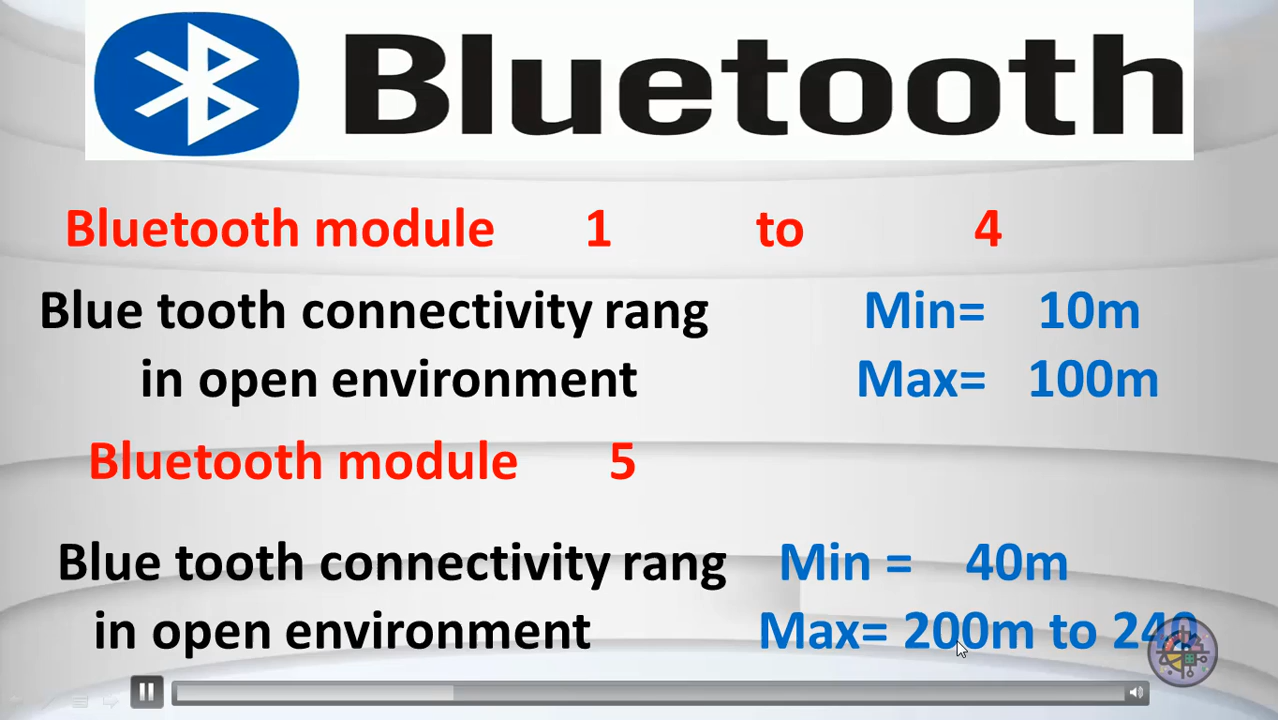 Bluetooth
Bluetooth module 1 to 4
Blue tooth connectivity rang Min= 10m
in open environment Max= 100m
Bluetooth module 5
Blue tooth connectivity rang Min = 40m
in open environment Max= 200m to 240